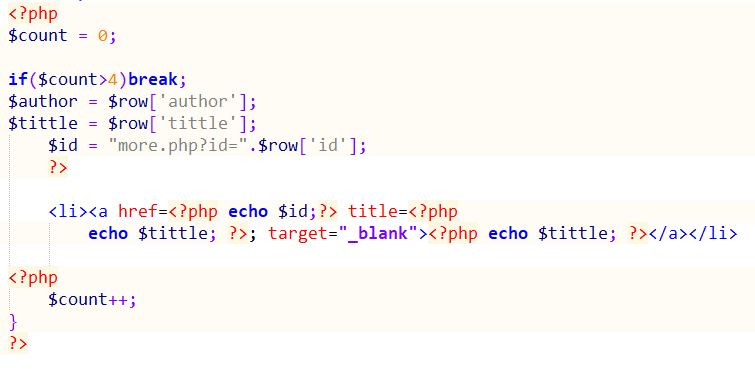 <?php
$count = 0;
if($count>4)break;
$author = $row['author'];
$tittle = $row['tittle'];
$id = "more.php?id=".$row['id'];
?>
<li><a href=<?php echo $id;?> title=<?php
echo $tittle; ?>; target="_blank"><?php echo $tittle; ?></a></li>
<?php
$count++;
}
?>